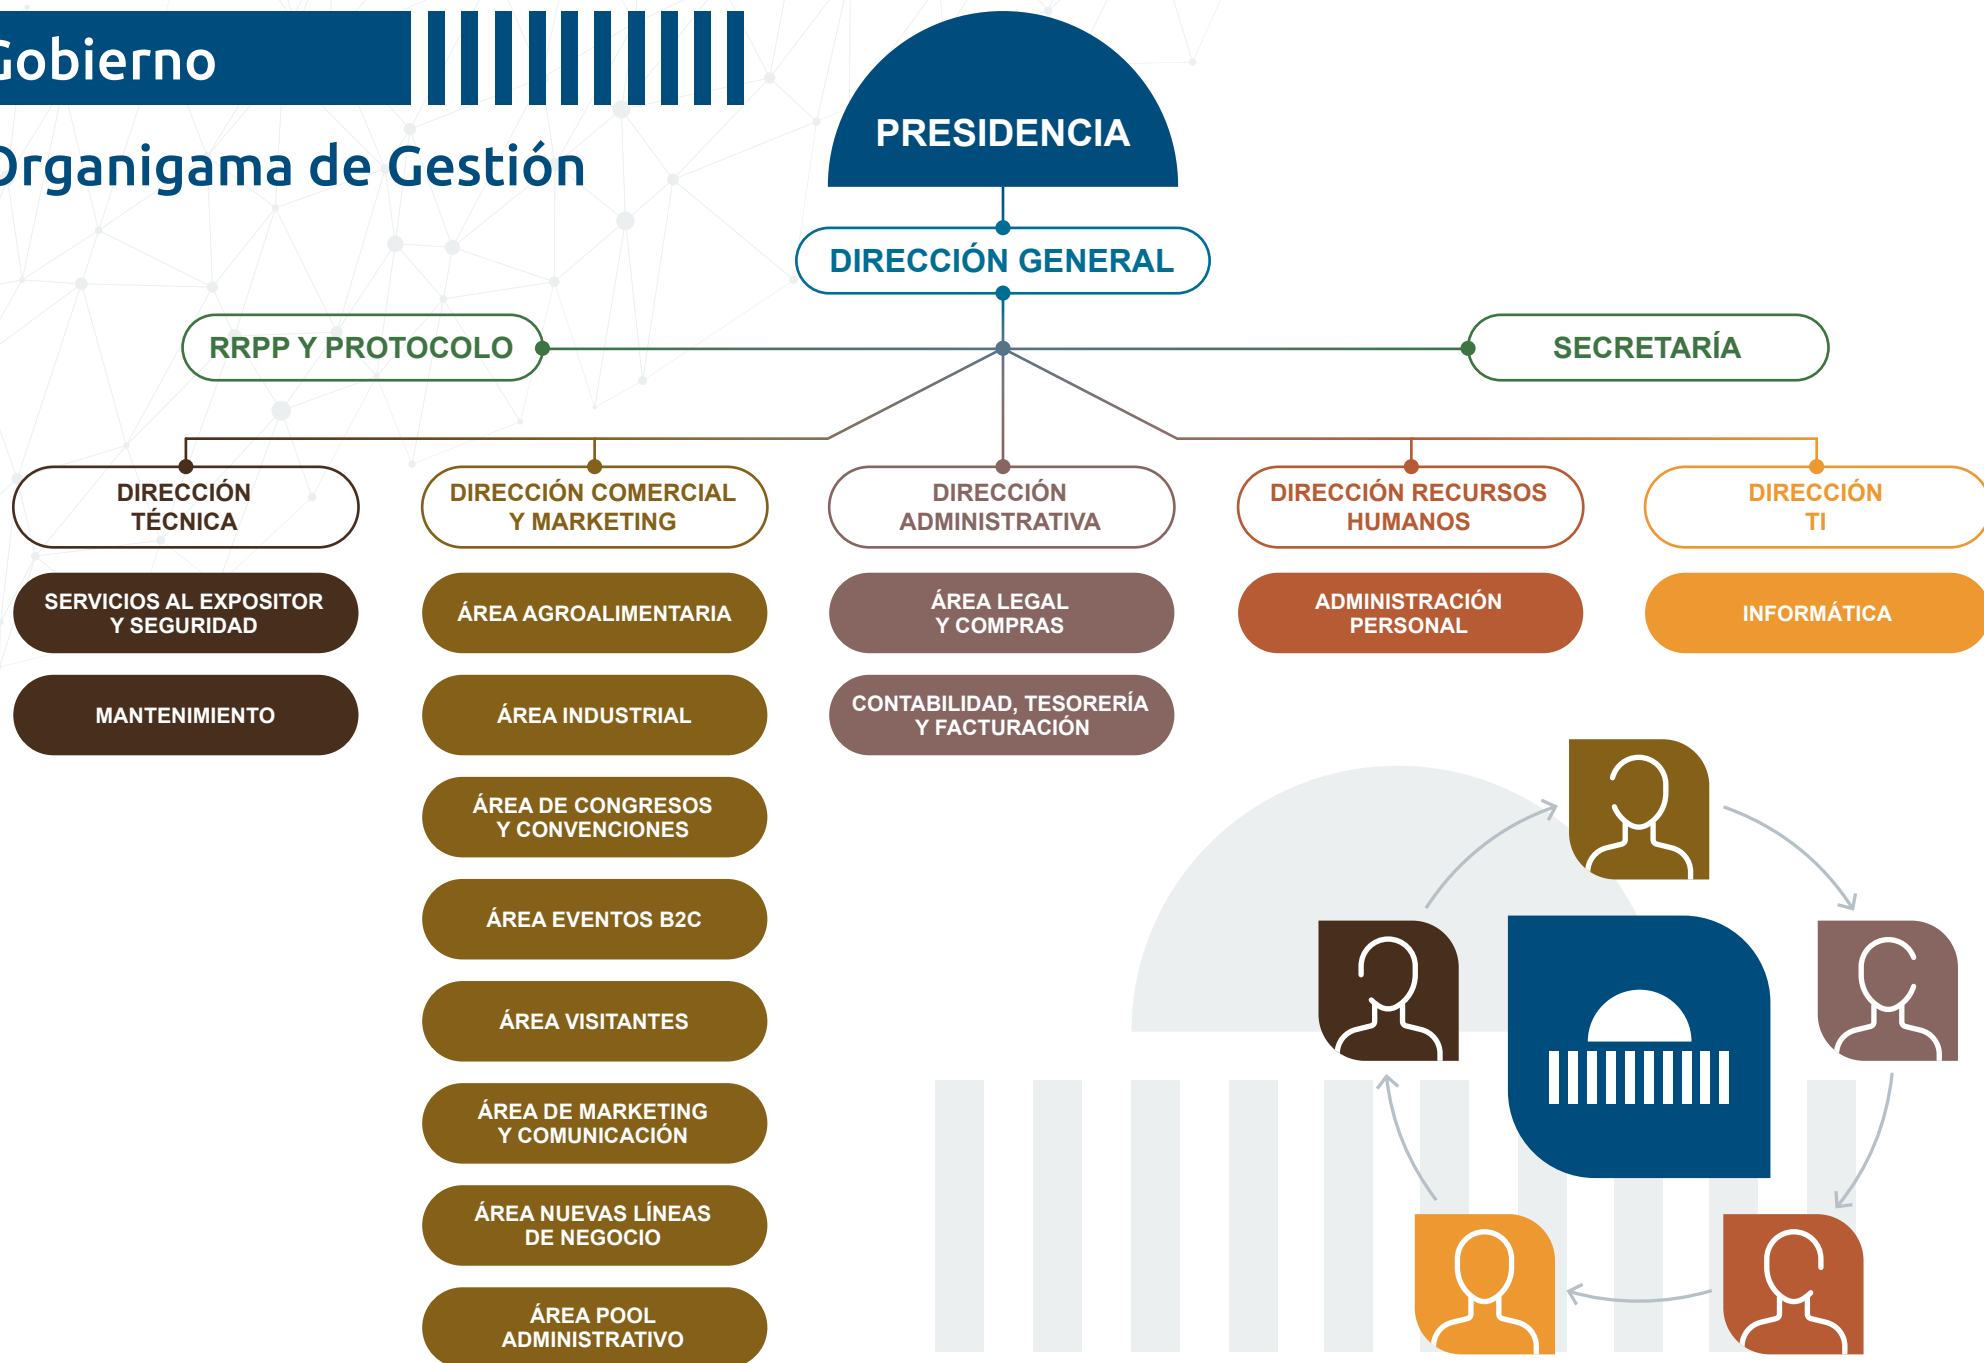 Gobierno
Organigama de Gestión
PRESIDENCIA
DIRECCIÓN GENERAL
RRPP Y PROTOCOLO
SECRETARÍA
DIRECCIÓN
TÉCNICA
SERVICIOS AL EXPOSITOR
Y SEGURIDAD
MANTENIMIENTO
DIRECCIÓN COMERCIAL
Y MARKETING
ÁREA AGROALIMENTARIA
ÁREA INDUSTRIAL
ÁREA DE CONGRESOS
Y CONVENCIONES
ÁREA EVENTOS B2C
ÁREA VISITANTES
ÁREA DE MARKETING
Y COMUNICACIÓN
ÁREA NUEVAS LÍNEAS
DE NEGOCIO
ÁREA POOL
ADMINISTRATIVO
DIRECCIÓN
ADMINISTRATIVA
ÁREA LEGAL
Y COMPRAS
CONTABILIDAD, TESORERÍA
Y FACTURACIÓN
DIRECCIÓN RECURSOS
HUMANOS
ADMINISTRACIÓN
PERSONAL
DIRECCIÓN
TI
INFORMÁTICA